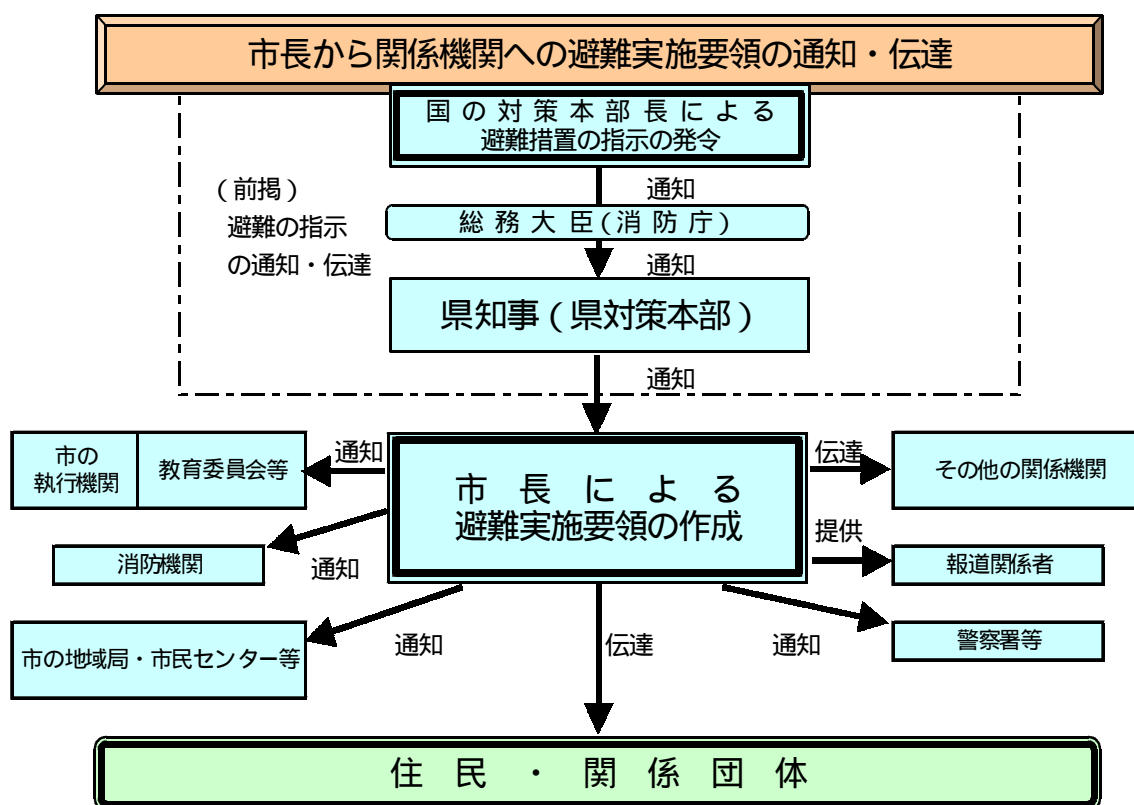 市長から関係機関への避難実施要領の通知・伝達
国の対策本部長による
避難措置の指示の発令
通知
(前掲)
避難の指示
の通知・伝達
総務大臣(消防庁)
通知
県知事(県対策本部)
通知
市の
執行機関
教育委員会等
通知
市長による
避難実施要領の作成
伝達
その他の関係機関
消防機関
通知
提供
報道関係者
市の地域局・市民センター等
通知
伝達
通知
警察署等
住民・関係団体